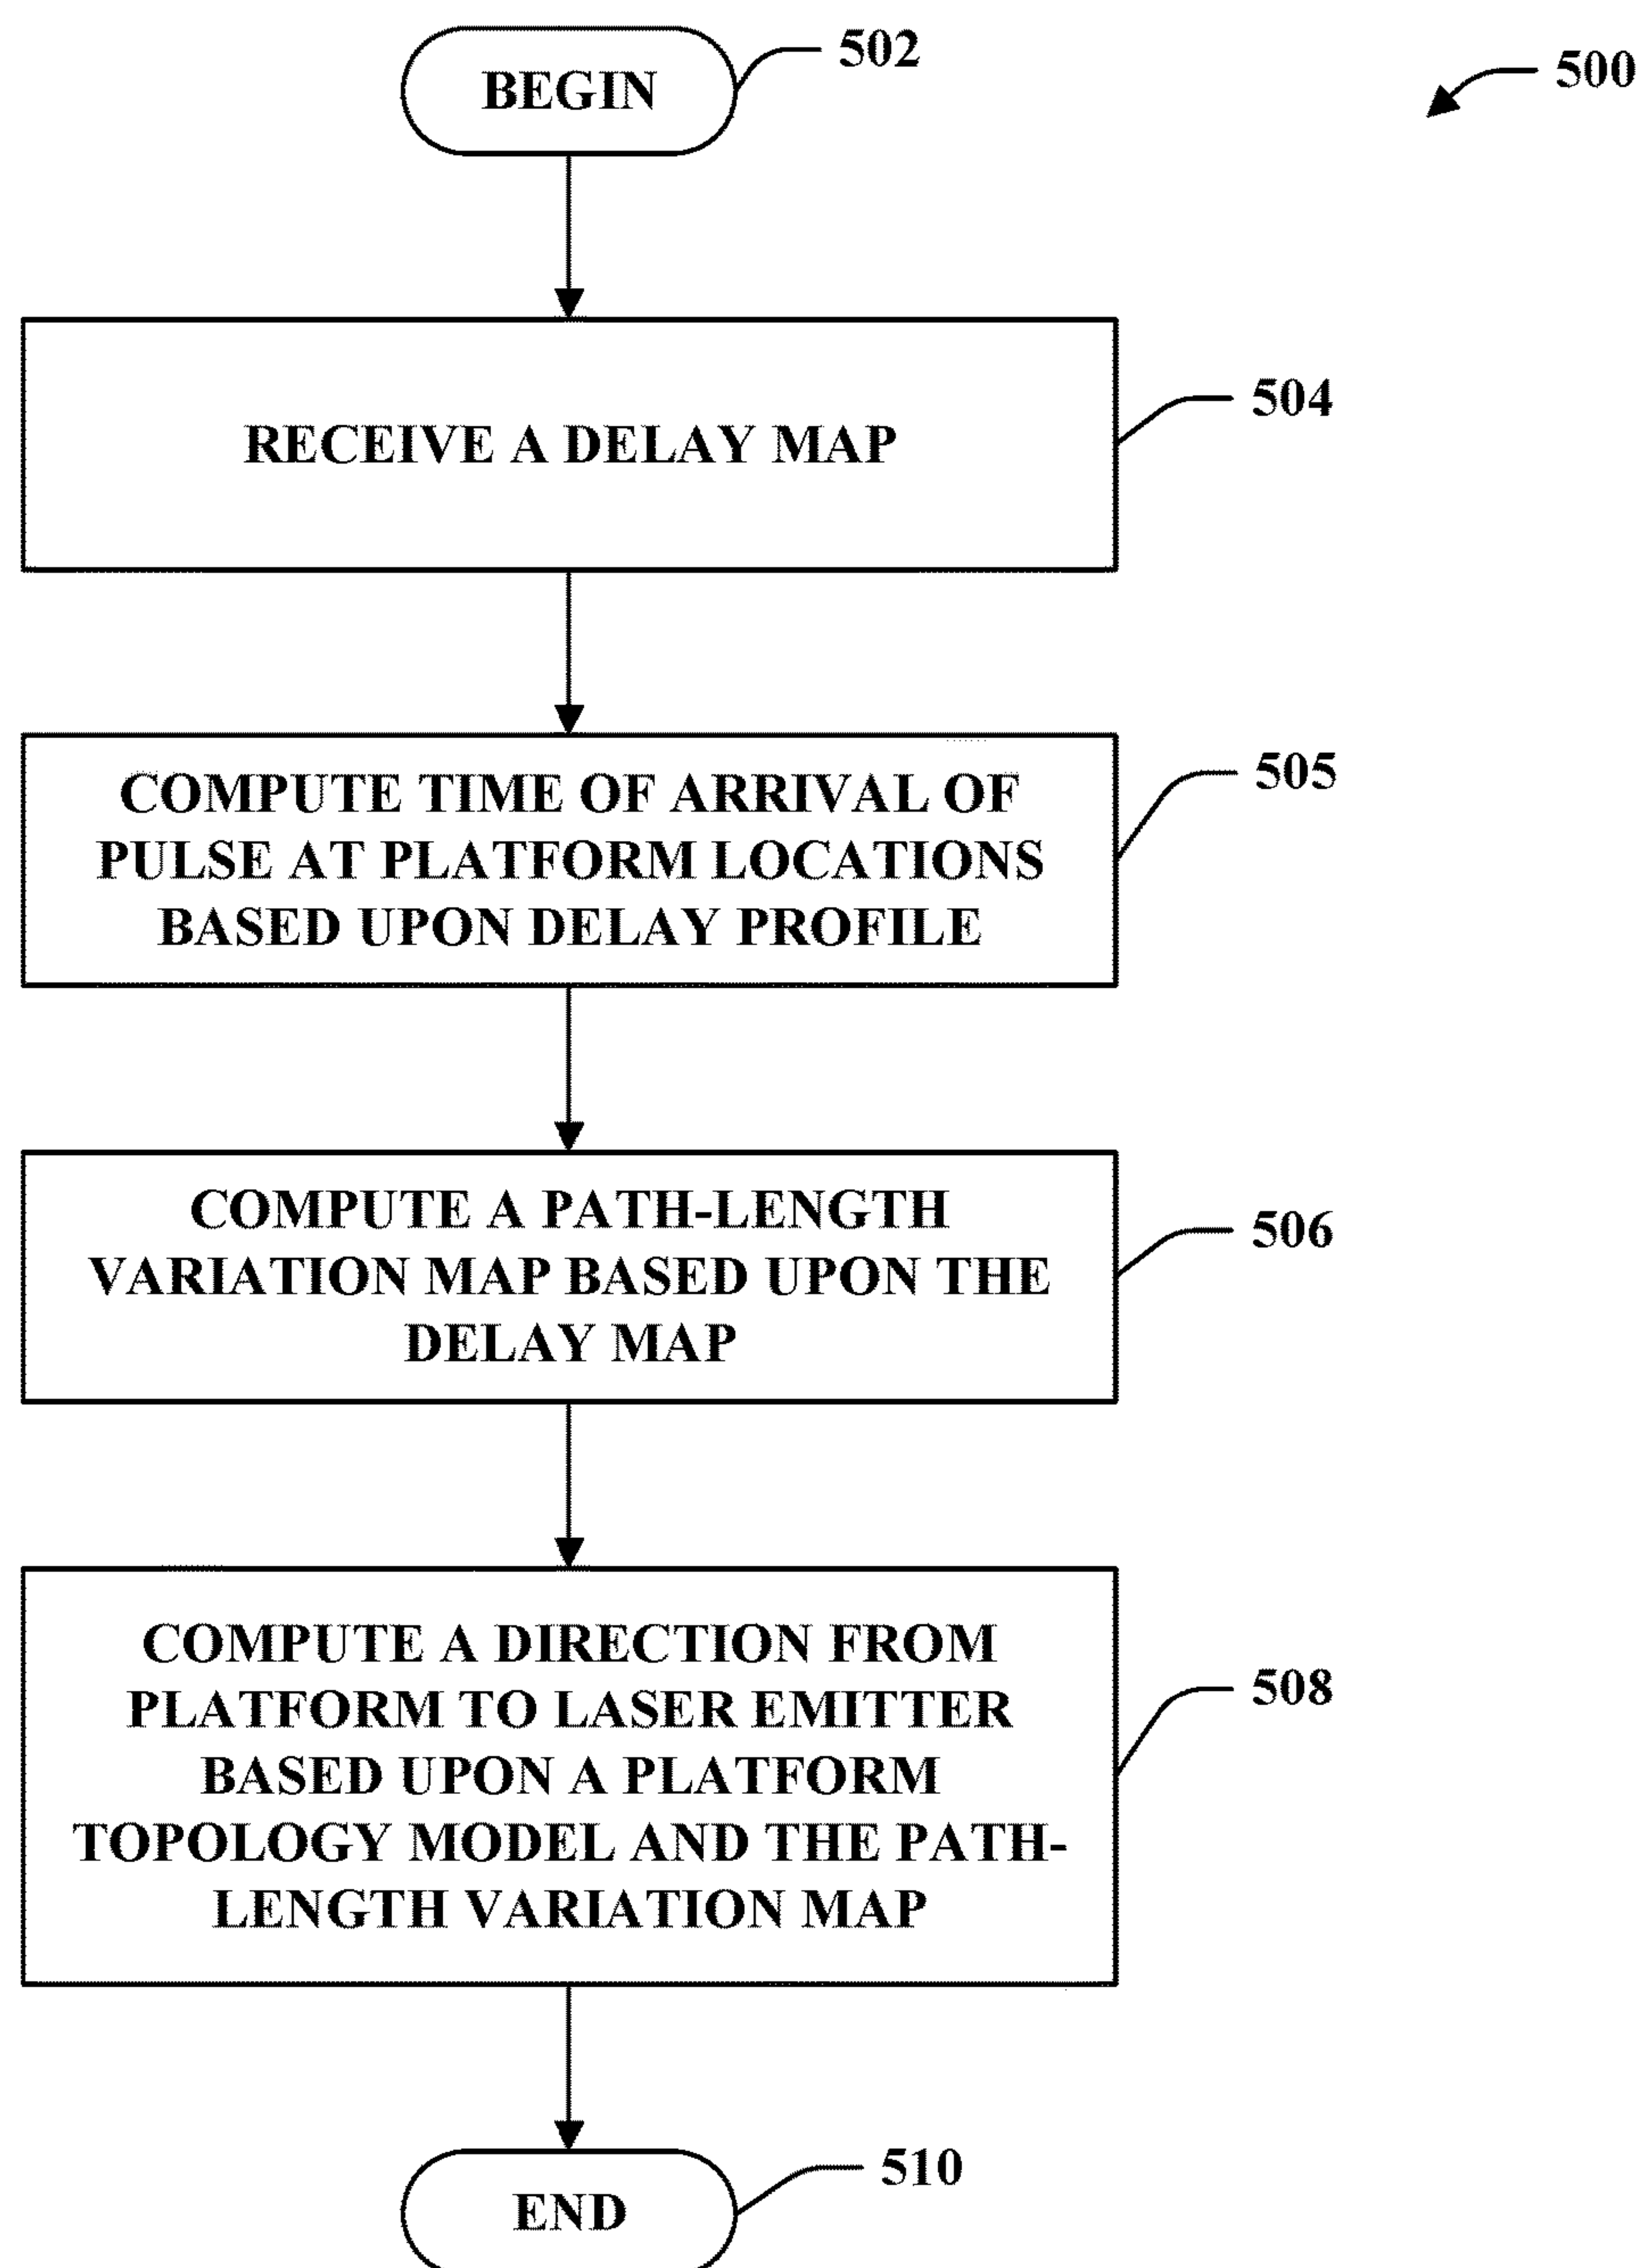 BEGIN
502
500
RECEIVE A DELAY MAP
504
COMPUTE TIME OF ARRIVAL OF
PULSE AT PLATFORM LOCATIONS
BASED UPON DELAY PROFILE
505
COMPUTE A PATH-LENGTH
VARIATION MAP BASED UPON THE
DELAY MAP
506
COMPUTE A DIRECTION FROM
PLATFORM TO LASER EMITTER
BASED UPON A PLATFORM
TOPOLOGY MODEL AND THE PATH-
LENGTH VARIATION MAP
508
END
510